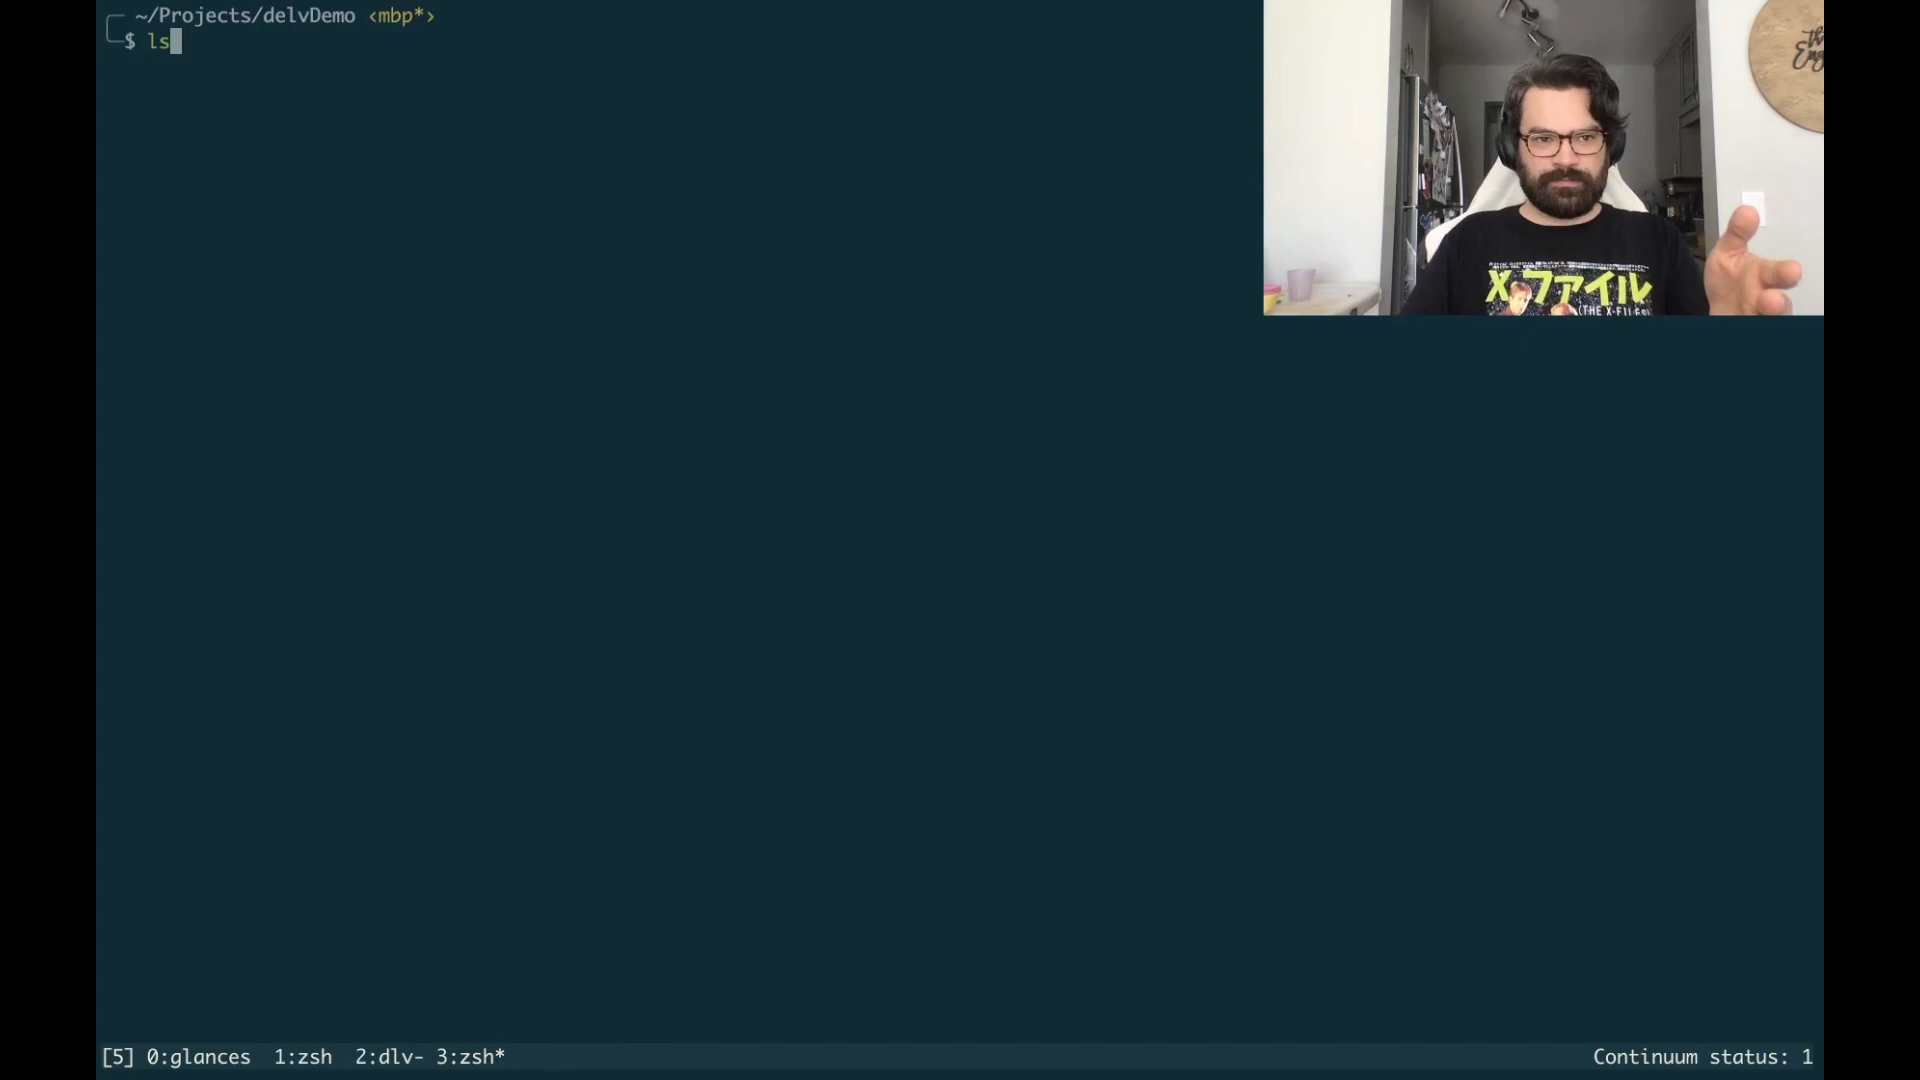 ~/Projects/delvDemo ‹mbp*›
$ ls
X-ファイル
(THE X-FILES)
[5] 0:glances 1:zsh 2:dlv- 3:zsh* Continuum status: 1